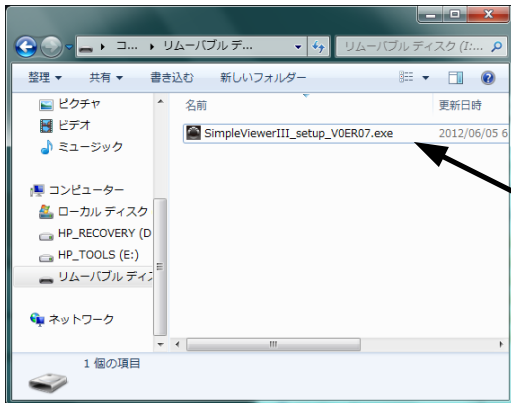 コ... リムーバブル デ... リムーバブル ディスク (I:...
整理 共有 書き込む 新しいフォルダー
ピクチャ
ビデオ
ミュージック
コンピューター
ローカル ディスク
HP_RECOVERY (D
HP_TOOLS (E:)
リムーバブル ディス
ネットワーク
名前 更新日時
SimpleViewerIII_setup_V0ER07.exe 2012/06/05 6
1 個の項目